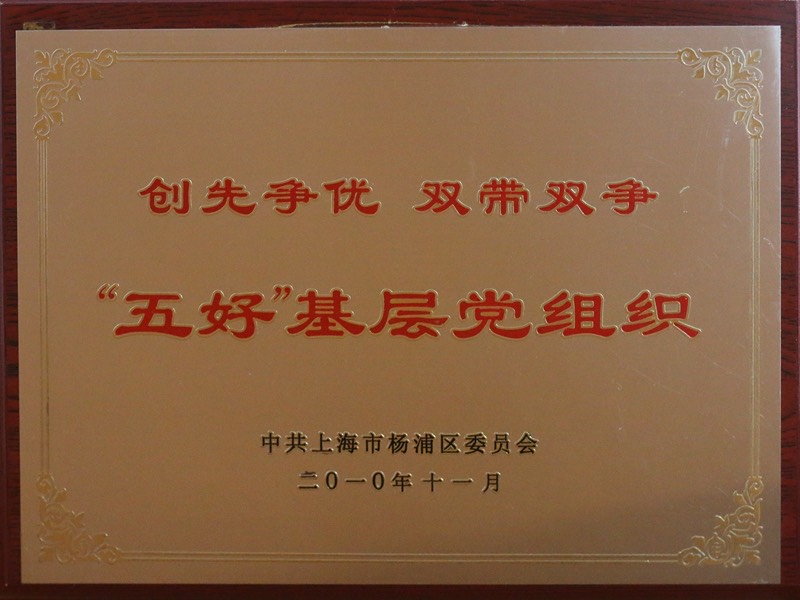 创先争优 双带双争
“五好”基层党组织
中共上海市杨浦区委员会
二〇一〇年十一月